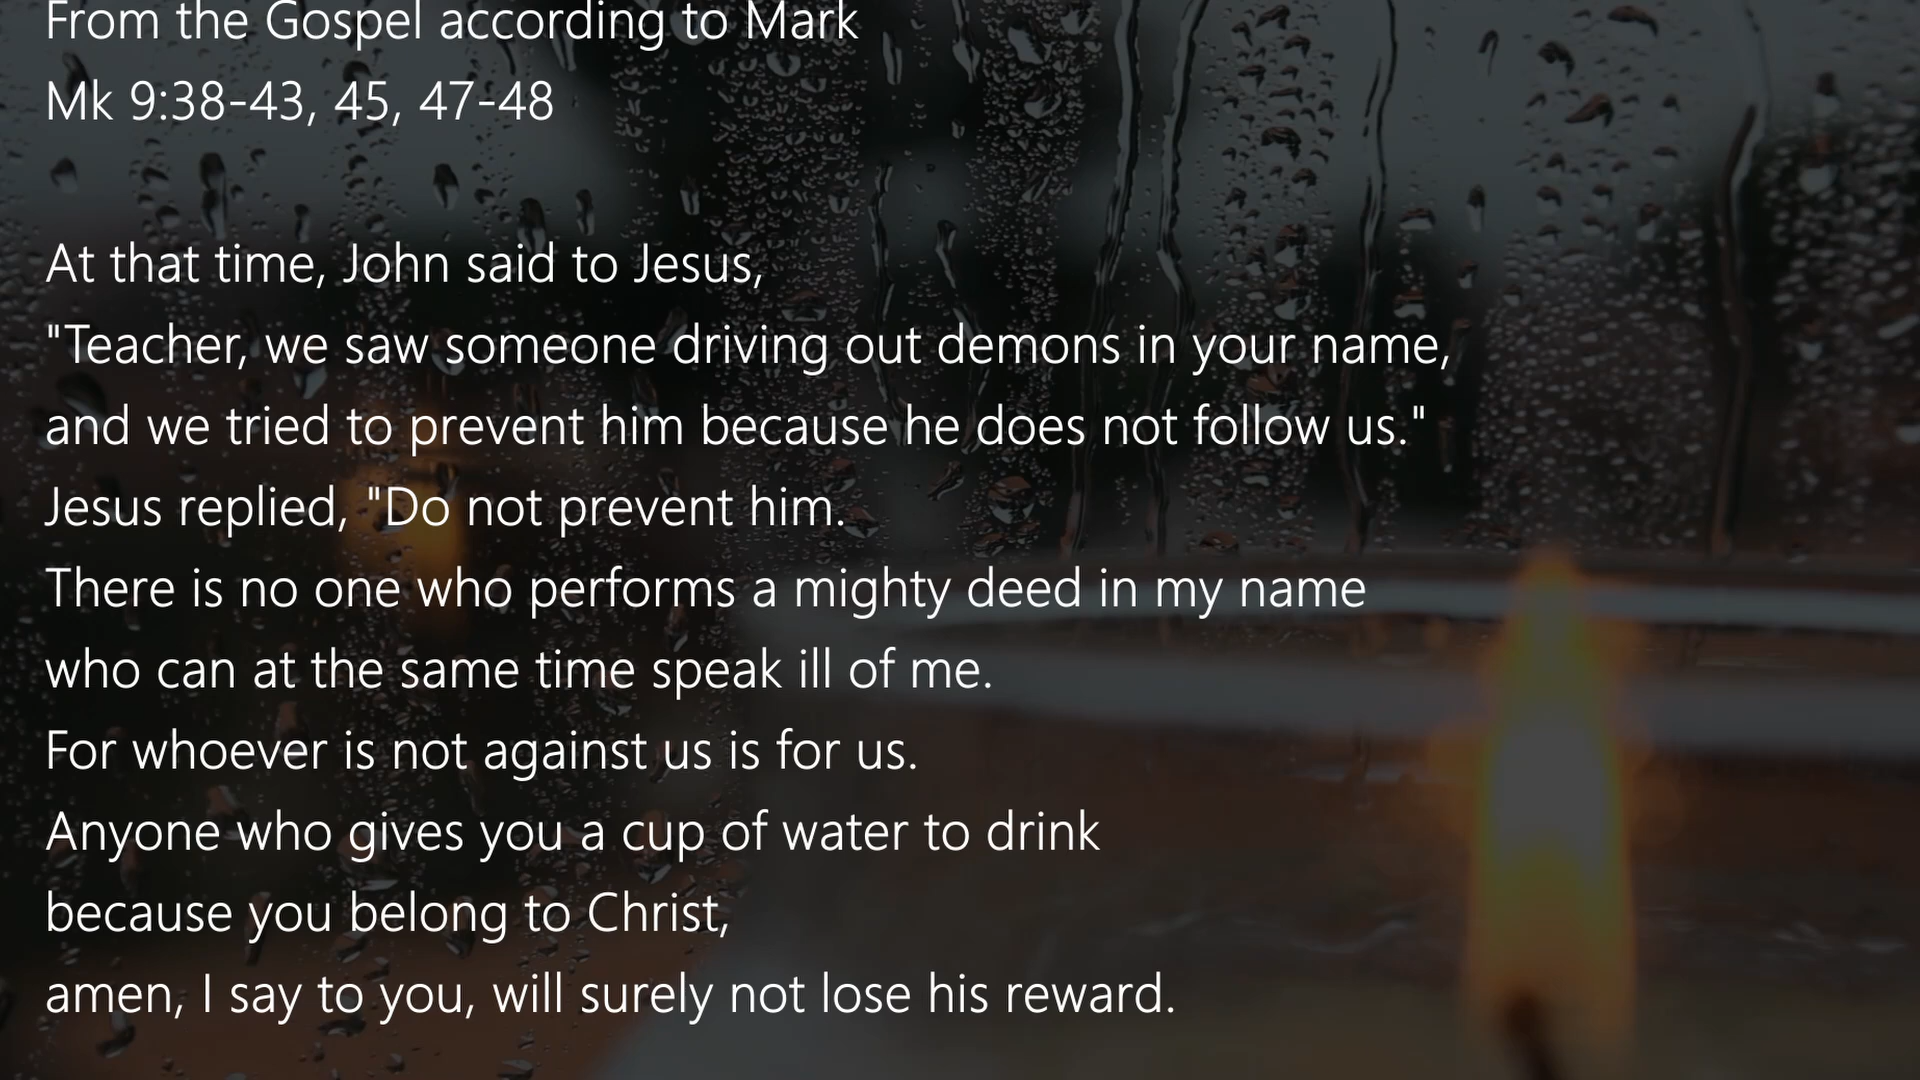 From the Gospel according to Mark
Mk 9:38-43, 45, 47-48
At that time, John said to Jesus,
"Teacher, we saw someone driving out demons in your name,
and we tried to prevent him because he does not follow us."
Jesus replied, "Do not prevent him.
There is no one who performs a mighty deed in my name
who can at the same time speak ill of me.
For whoever is not against us is for us.
Anyone who gives you a cup of water to drink
because you belong to Christ,
amen, I say to you, will surely not lose his reward.